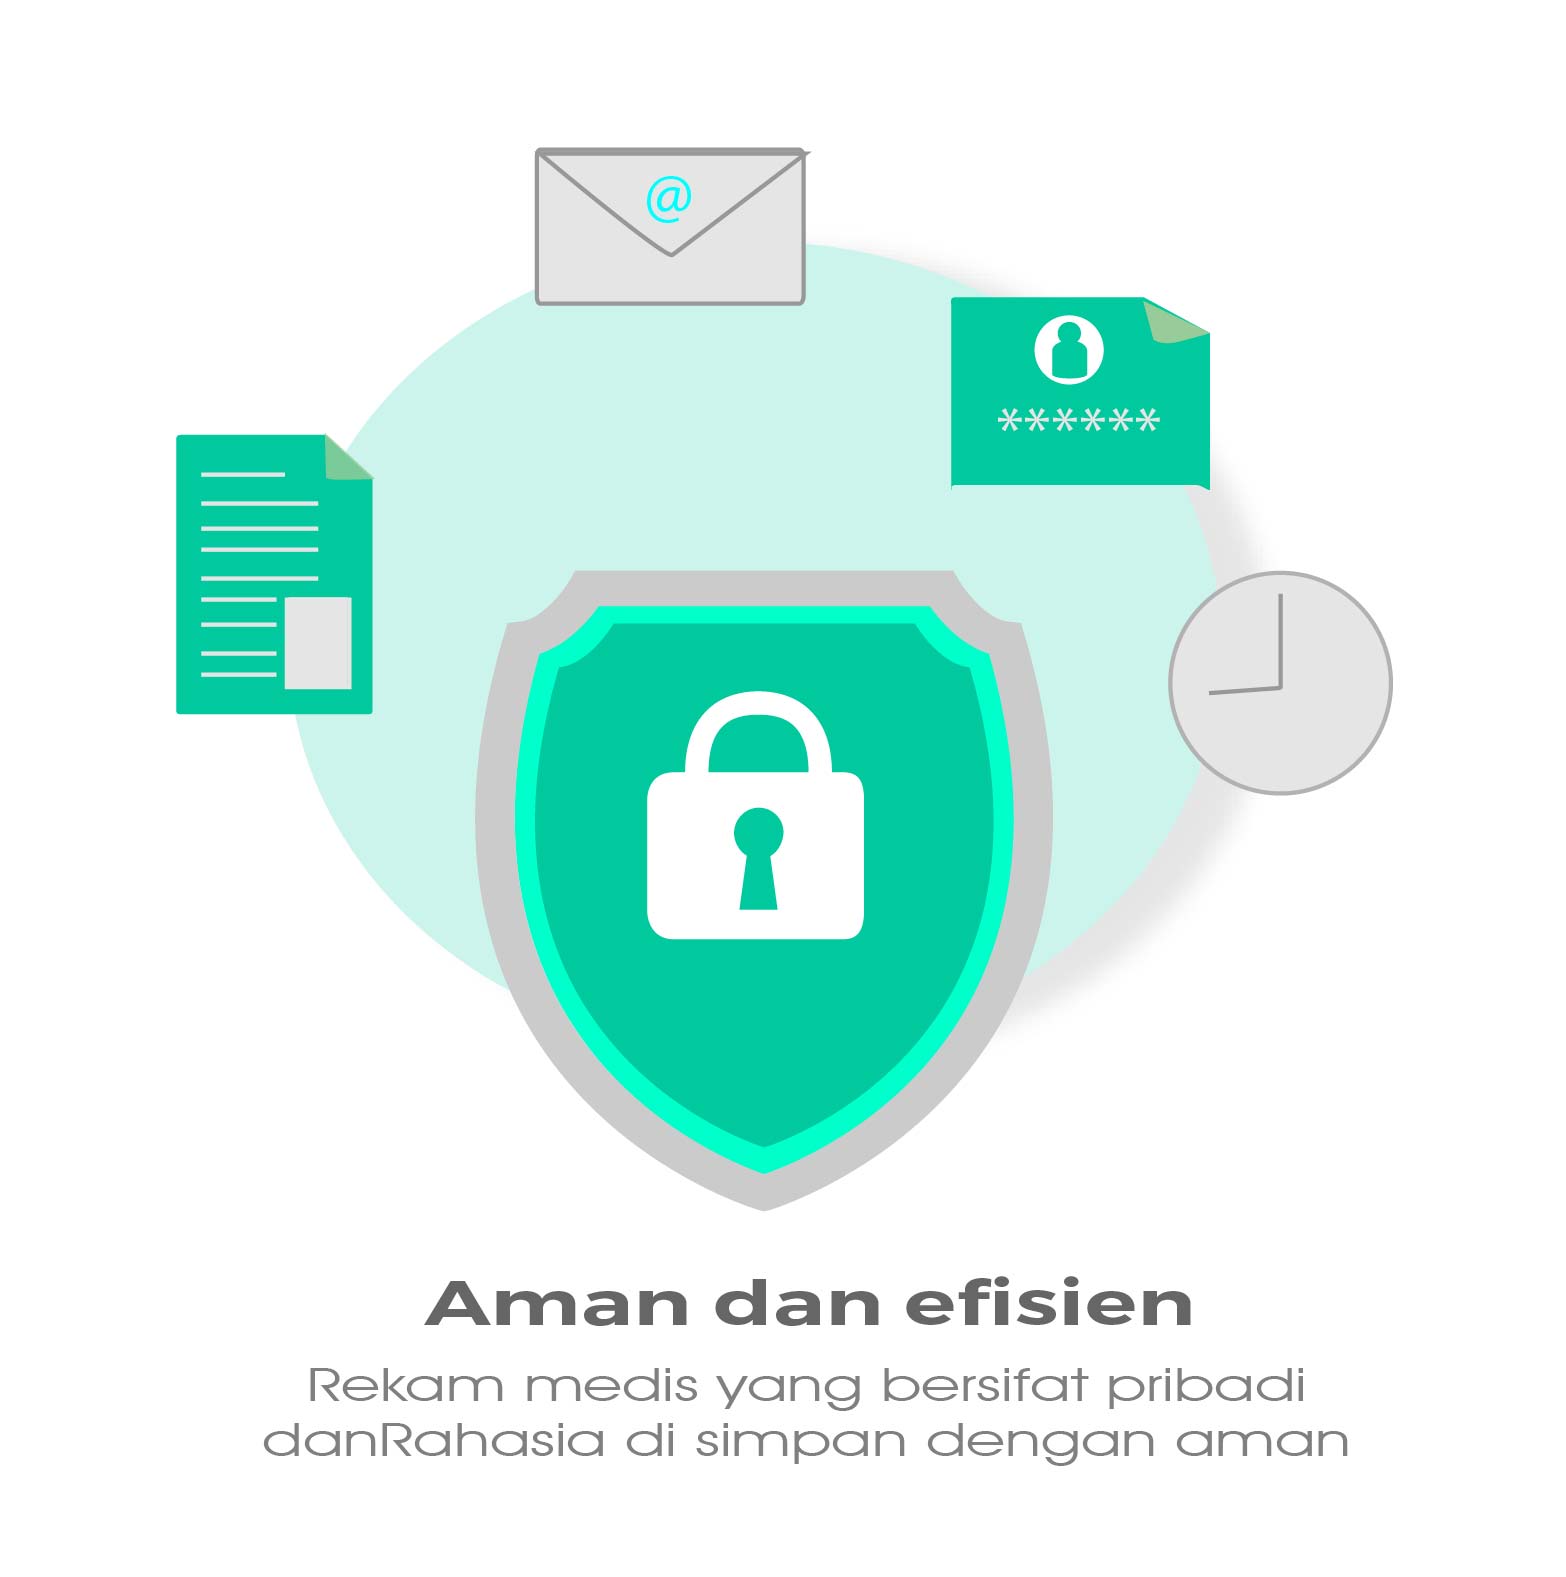 @
******
Aman dan efisien
Rekam medis yang bersifat pribadi
danRahasia di simpan dengan aman